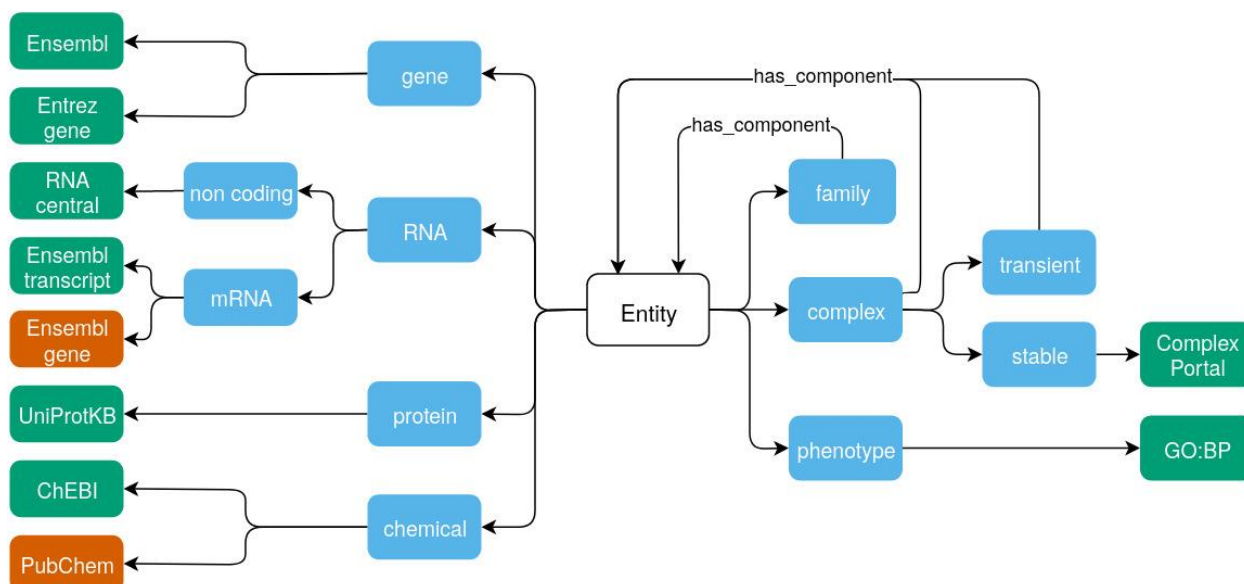 Ensembl
gene
has_component
Entrez
gene
has_component
RNA
central
non coding
family
RNA
Ensembl
transcript
transient
mRNA
Entity
complex
Ensembl
gene
stable
Complex
Portal
UniProtKB
protein
phenotype
GO:BP
ChEBI
chemical
PubChem